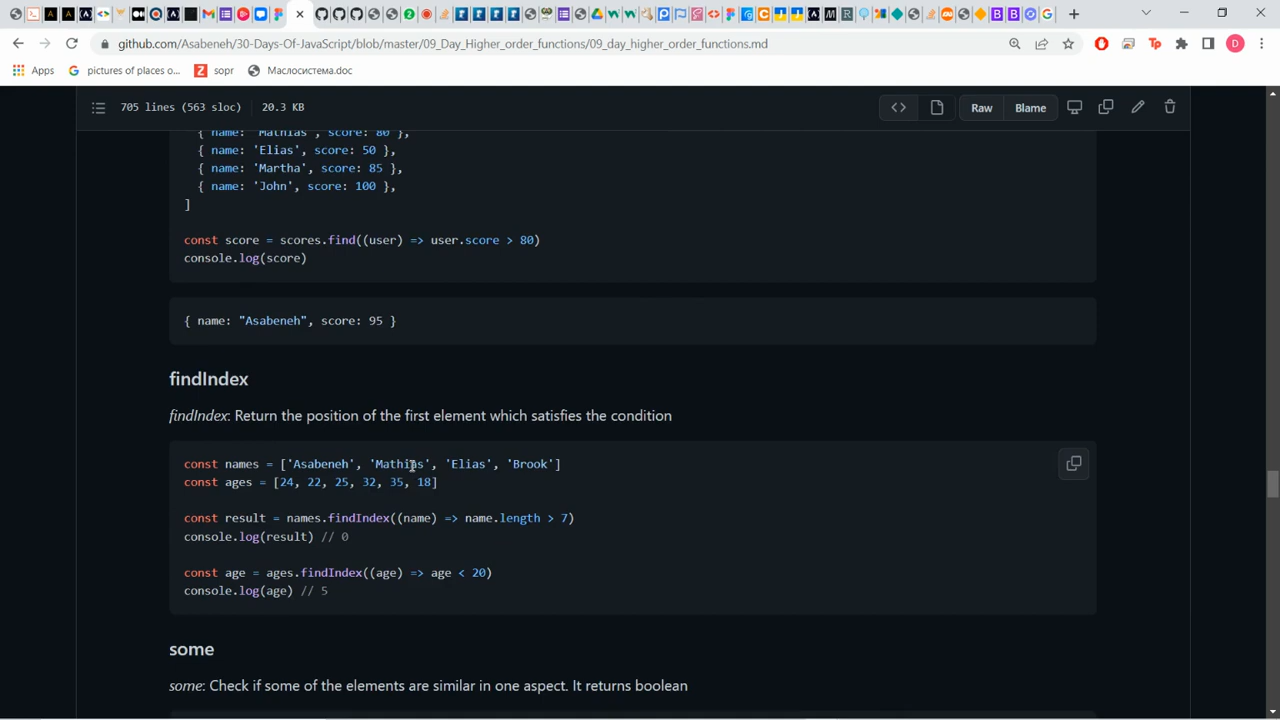 github.com/Asabeneh/30-Days-Of-JavaScript/blob/master/09_Day_Higher_order_functions/09_day_higher_order_functions.md
Apps
pictures of places o...
sopr
Маслосистема.doc
705 lines (563 sloc)
20.3 KB
Raw
Blame
{ name: 'Mathias', score: 80 },
{ name: 'Elias', score: 50 },
{ name: 'Martha', score: 85 },
{ name: 'John', score: 100 },
]
const score = scores.find((user) => user.score > 80)
console.log(score)
{ name: "Asabeneh", score: 95 }
findIndex
findIndex: Return the position of the first element which satisfies the condition
const names = ['Asabeneh', 'Mathias', 'Elias', 'Brook']
const ages = [24, 22, 25, 32, 35, 18]
const result = names.findIndex((name) => name.length > 7)
console.log(result) // 0
const age = ages.findIndex((age) => age < 20)
console.log(age) // 5
some
some: Check if some of the elements are similar in one aspect. It returns boolean